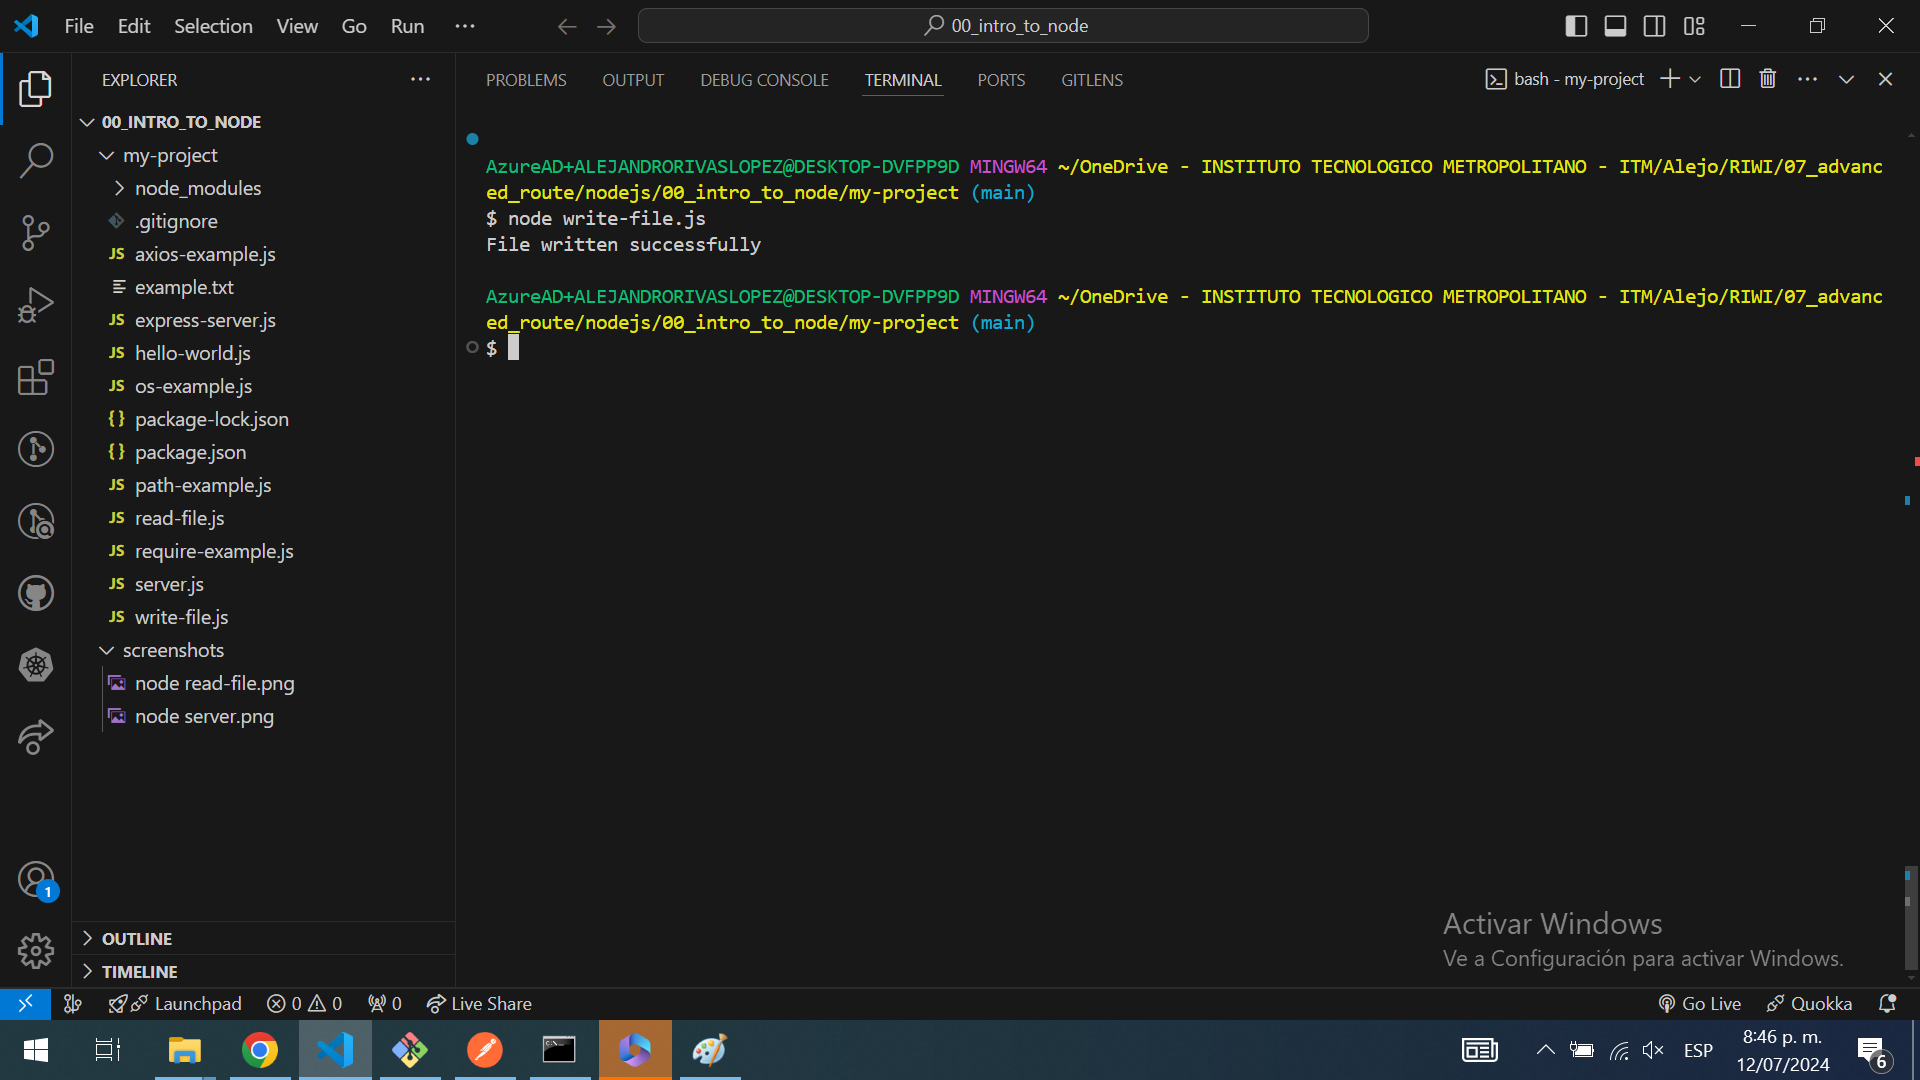 File Edit Selection View Go Run ··· 00_intro_to_node
EXPLORER ···
00_INTRO_TO_NODE
my-project
node_modules
.gitignore
JS axios-example.js
example.txt
JS express-server.js
JS hello-world.js
JS os-example.js
{} package-lock.json
{} package.json
JS path-example.js
JS read-file.js
JS require-example.js
JS server.js
JS write-file.js
screenshots
node read-file.png
node server.png
1
OUTLINE
TIMELINE
PROBLEMS OUTPUT DEBUG CONSOLE TERMINAL PORTS GITLENS bash - my-project ···
AzureAD+ALEJANDRORIVASLOPEZ@DESKTOP-DVFPP9D MINGW64 ~/OneDrive - INSTITUTO TECNOLOGICO METROPOLITANO - ITM/Alejo/RIWI/07_advanc
ed_route/nodejs/00_intro_to_node/my-project (main)
$ node write-file.js
File written successfully
AzureAD+ALEJANDRORIVASLOPEZ@DESKTOP-DVFPP9D MINGW64 ~/OneDrive - INSTITUTO TECNOLOGICO METROPOLITANO - ITM/Alejo/RIWI/07_advanc
ed_route/nodejs/00_intro_to_node/my-project (main)
$
Activar Windows
Ve a Configuración para activar Windows.
Launchpad 0 0 0 Live Share Go Live Quokka
ESP 8:46 p. m.
12/07/2024
6